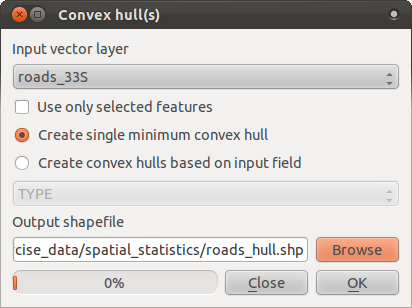 Convex hull(s)
Input vector layer
roads_33S
Use only selected features
Create single minimum convex hull
Create convex hulls based on input field
TYPE
Output shapefile
cise_data/spatial_statistics/roads_hull.shp Browse
0% Close OK